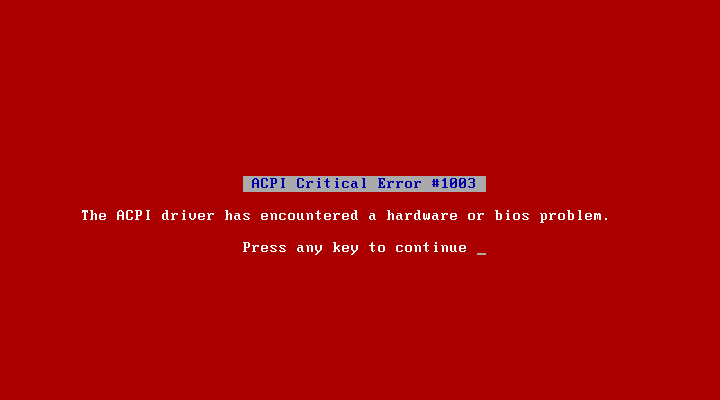 ACPI Critical Error #1003
The ACPI driver has encountered a hardware or bios problem.
Press any key to continue _